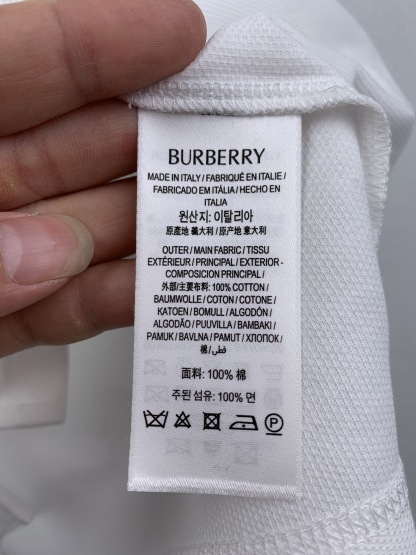 BURBERRY
MADE IN ITALY / FABRIQUÉ EN ITALIE /
FABRICADO EM ITÁLIA / HECHO EN
ITALIA
원산지: 이탈리아
原產地 義大利 / 原产地 意大利
OUTER / MAIN FABRIC / TISSU
EXTÉRIEUR / PRINCIPAL / EXTERIOR -
COMPOSICION PRINCIPAL /
外部/主要布料: 100% COTTON /
BAUMWOLLE / COTON / COTONE /
KATOEN / BOMULL / ALGODÓN /
ALGODÃO / PUUVILLA / BAMBAKI /
PAMUK / BAVLNA / PAMUT / ХЛОПОК /
棉 / قطن /
面料: 100% 棉
주된 섬유: 100% 면
P